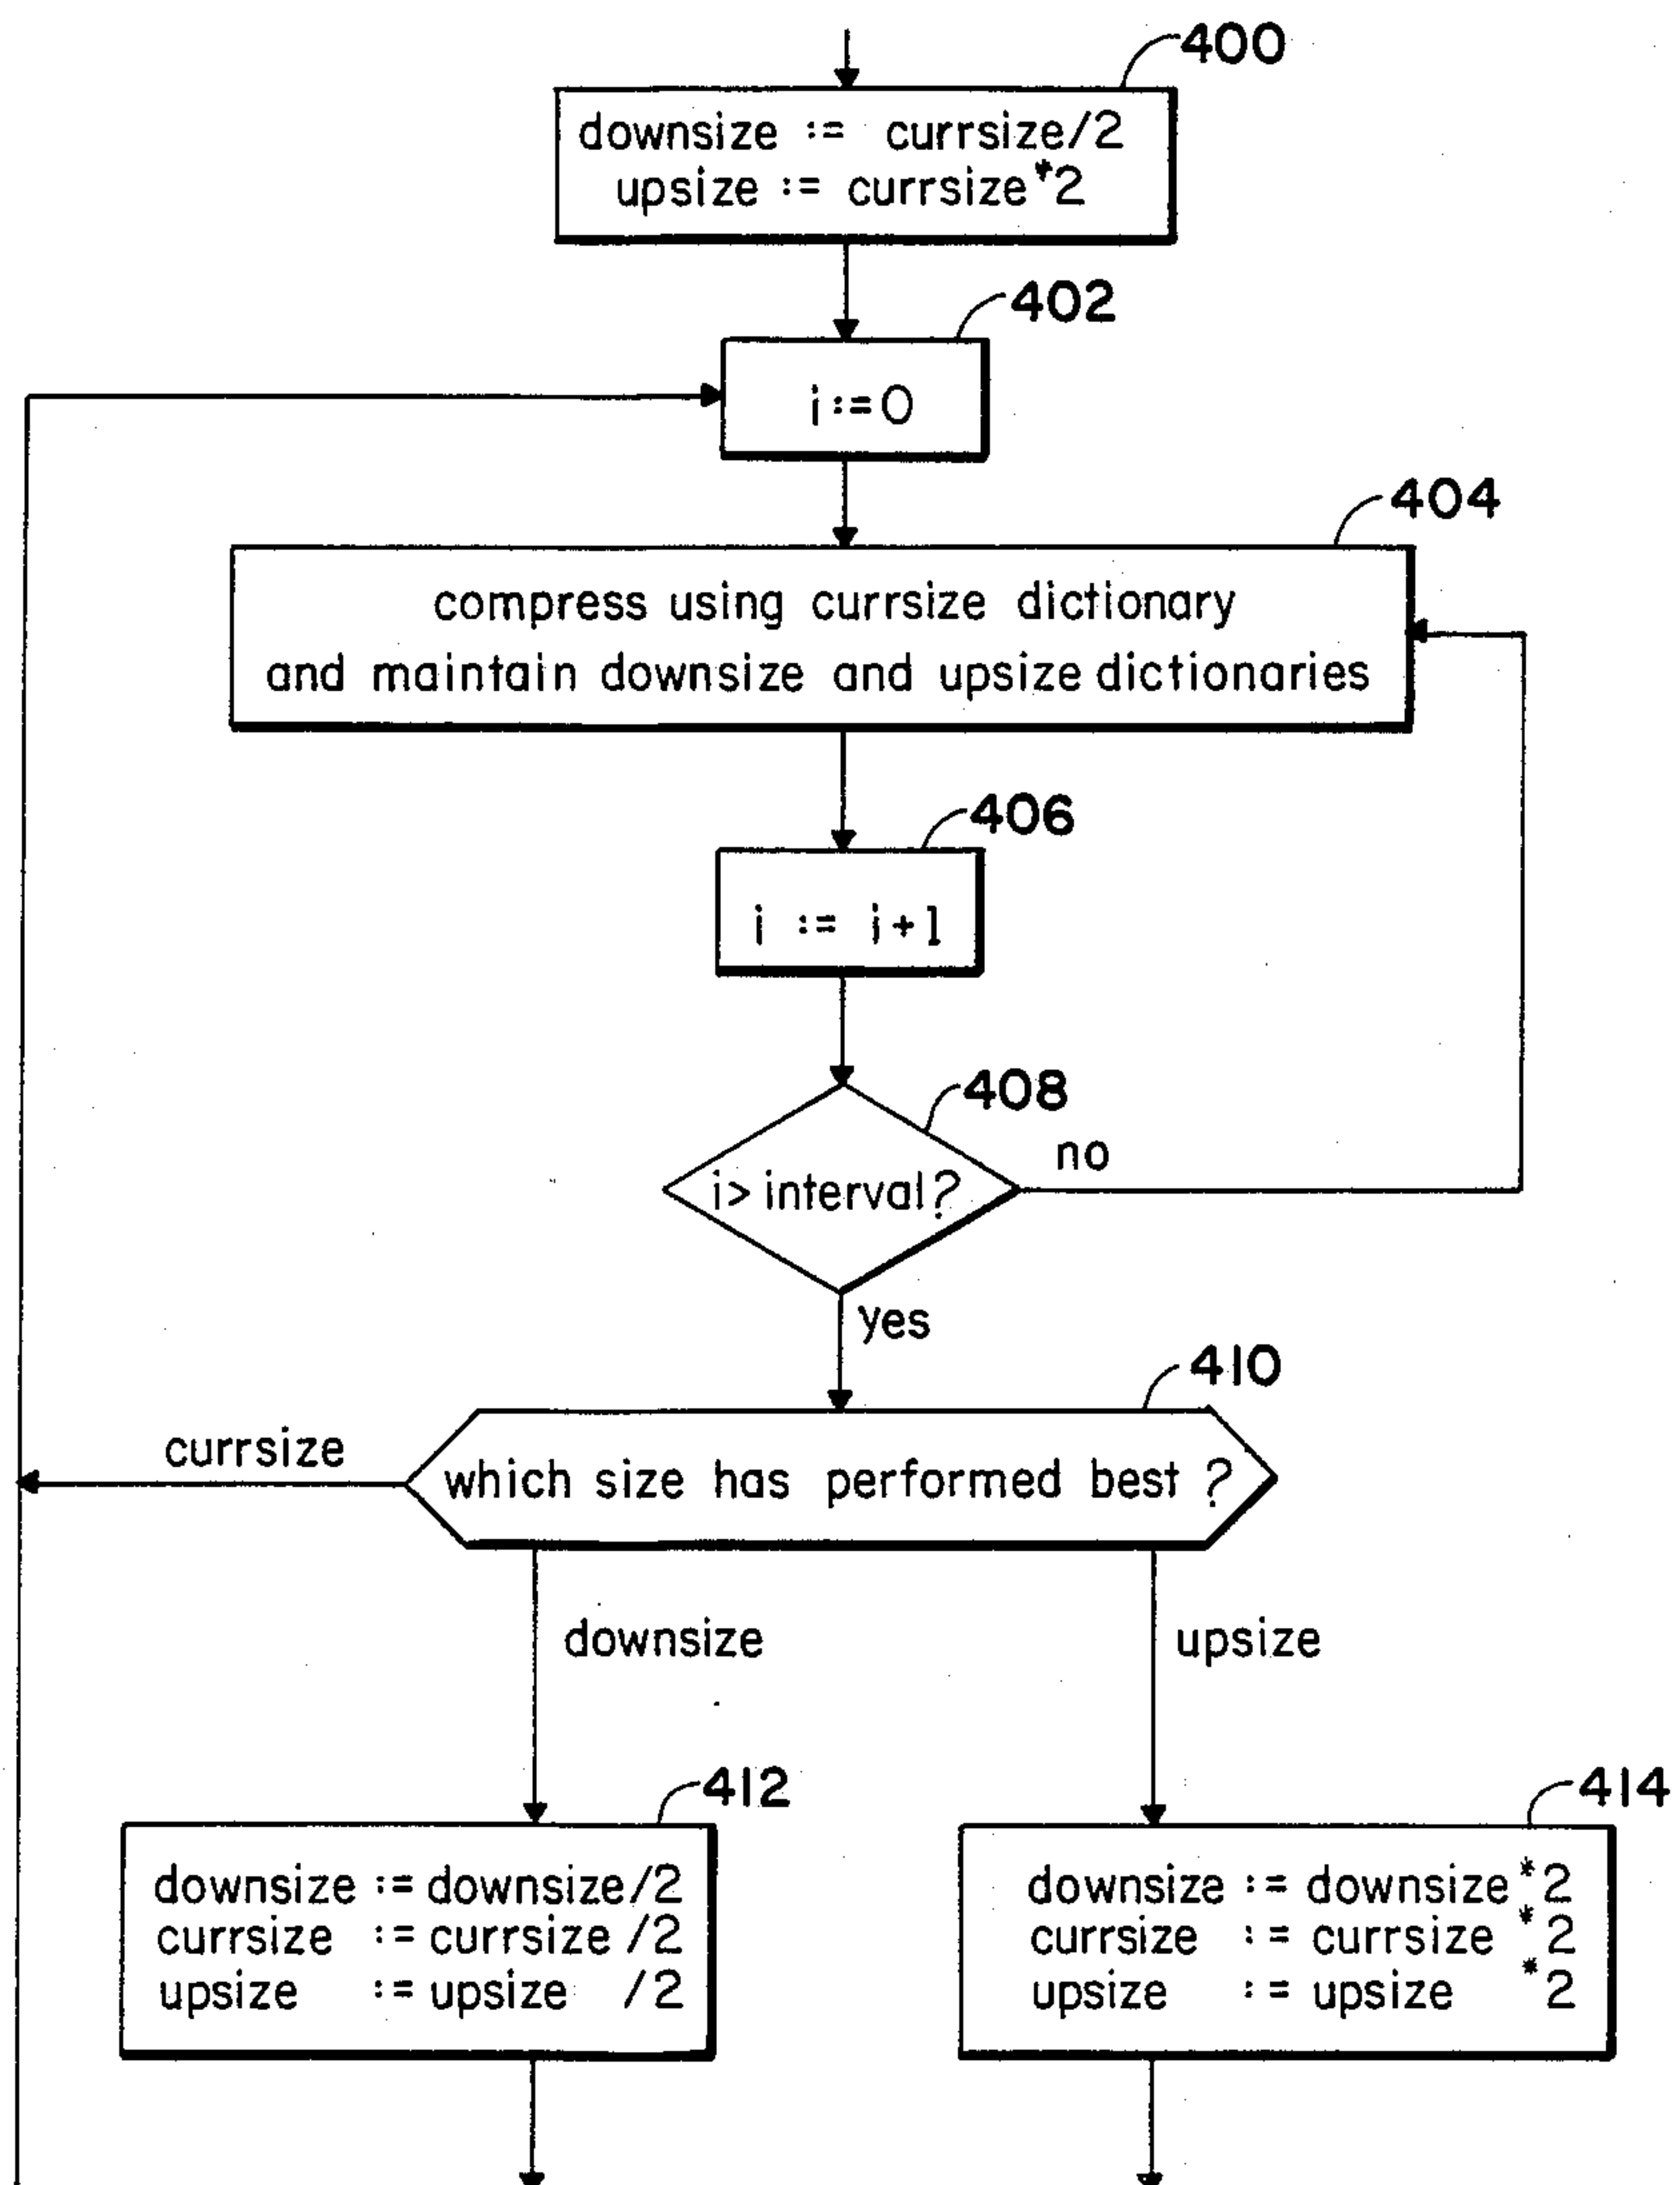 400
downsize := currsize/2
upsize := currsize*2
402
i:=0
404
compress using currsize dictionary
and maintain downsize and upsize dictionaries
406
i := i+1
408
i> interval?
no
yes
410
which size has performed best ?
currsize
downsize
upsize
412
downsize := downsize/2
currsize := currsize /2
upsize := upsize /2
414
downsize := downsize*2
currsize := currsize *2
upsize := upsize *2